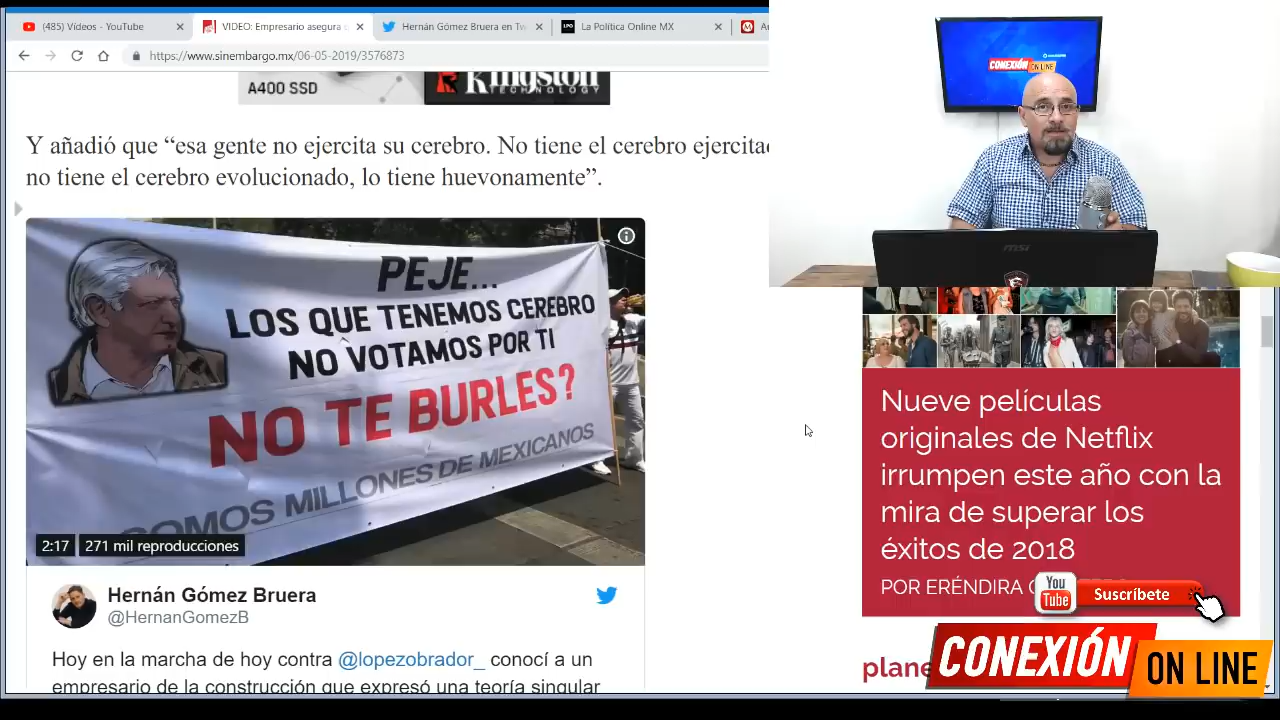 (485) Vídeos - YouTube
VIDEO: Empresario asegura
Hernán Gómez Bruera en Tw
La Política Online MX
https://www.sinembargo.mx/06-05-2019/3576873
A400 SSD
Kingston
TECHNOLOGY
CONEXIÓN
ON LINE
Y añadió que “esa gente no ejercita su cerebro. No tiene el cerebro
no tiene el cerebro evolucionado, lo tiene huevonamente”.
PEJE...
LOS QUE TENEMOS CEREBRO
NO VOTAMOS POR TI
NO TE BURLES?
SOMOS MILLONES DE MEXICANOS
2:17
271 mil reproducciones
msi
Hernán Gómez Bruera
@HernanGomezB
Hoy en la marcha de hoy contra @lopezobrador_ conocí a un
empresario de la construcción que expresó una teoría singular
Nueve películas
originales de Netflix
irrumpen este año con la
mira de superar los
éxitos de 2018
POR ERÉNDIRA
You
Tube
Suscríbete
CONEXIÓN
ON LINE